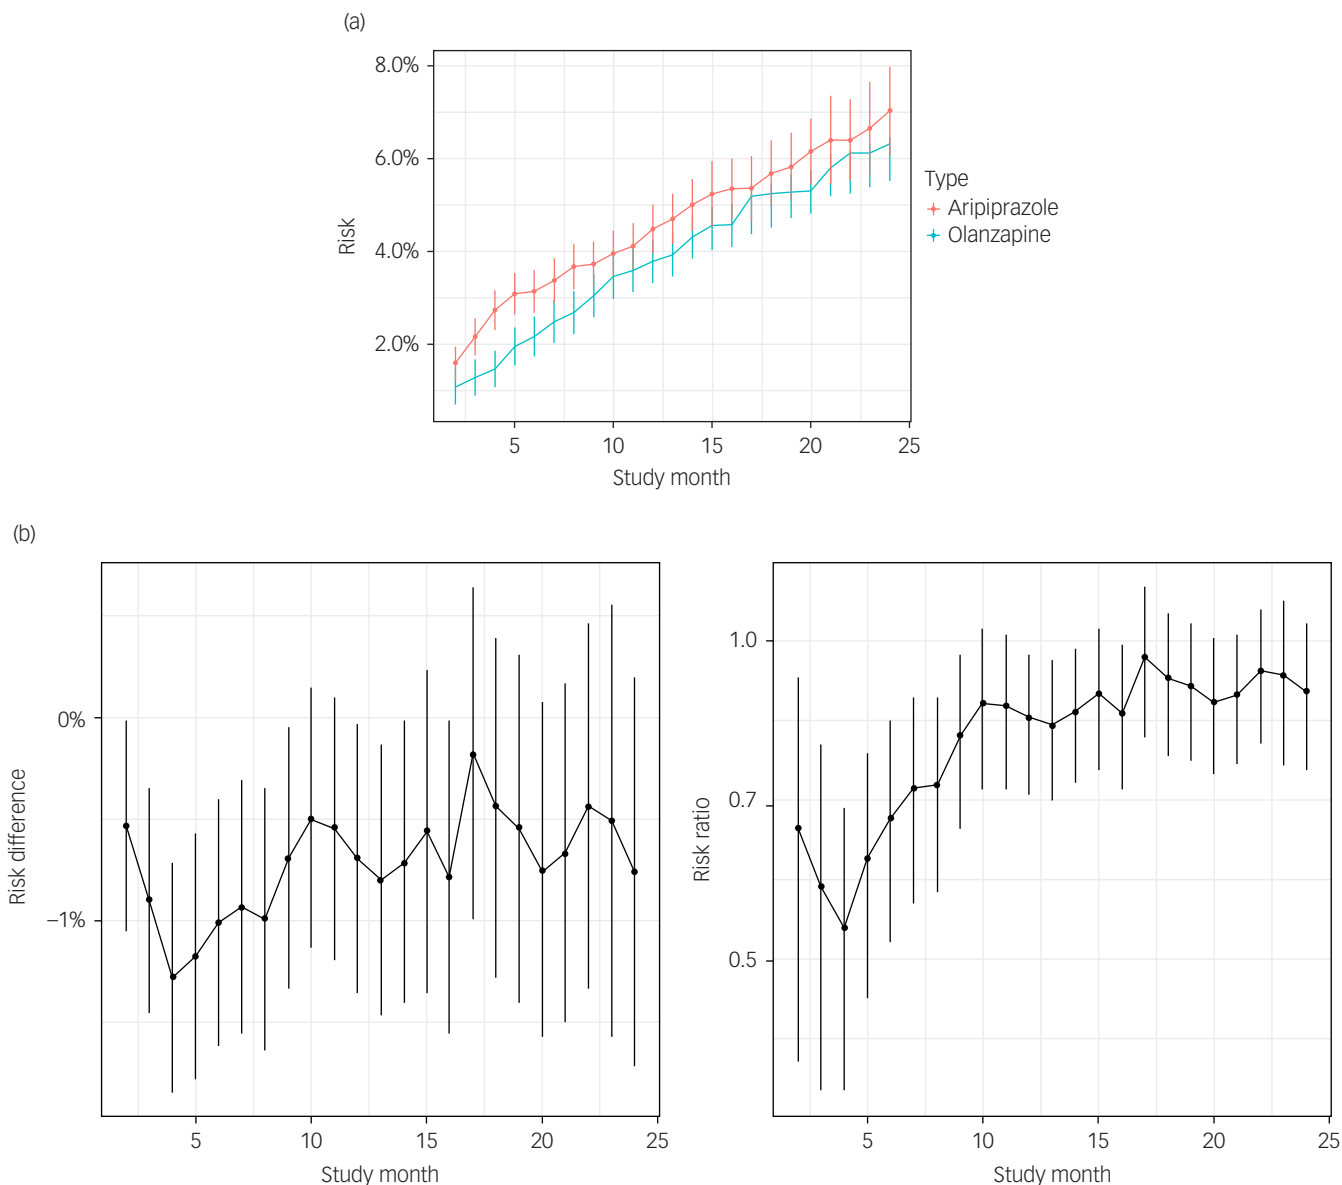 (a)
8.0%
6.0%
4.0%
2.0%
Risk
5 10 15 20 25
Study month
Type
Aripiprazole
Olanzapine
(b)
0%
−1%
Risk difference
5 10 15 20 25
Study month
1.0
0.7
0.5
Risk ratio
5 10 15 20 25
Study month